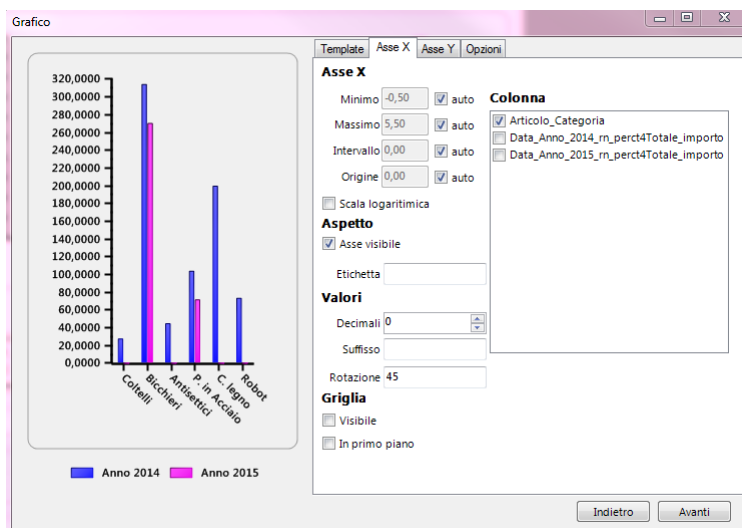 Grafico
320,0000
300,0000
280,0000
260,0000
240,0000
220,0000
200,0000
180,0000
160,0000
140,0000
120,0000
100,0000
80,0000
60,0000
40,0000
20,0000
0,0000
Coltelli
Bicchieri
Antisettici
P. in Acciaio
C. legno
Robot
Anno 2014 Anno 2015
Template Asse X Asse Y Opzioni
Asse X
Minimo -0,50 auto
Massimo 5,50 auto
Intervallo 0,00 auto
Origine 0,00 auto
Scala logaritimica
Aspetto
Asse visibile
Etichetta
Valori
Decimali 0
Suffisso
Rotazione 45
Griglia
Visibile
In primo piano
Colonna
Articolo_Categoria
Data_Anno_2014_rn_perct4Totale_importo
Data_Anno_2015_rn_perct4Totale_importo
Indietro Avanti